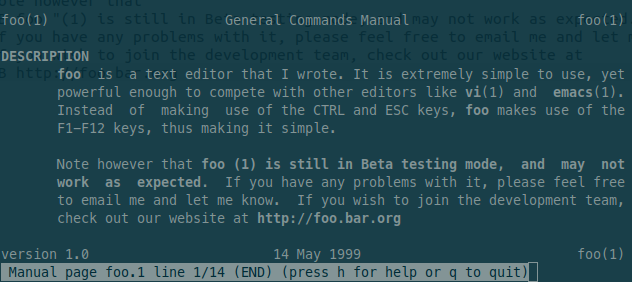 foo(1) General Commands Manual foo(1)
DESCRIPTION
foo is a text editor that I wrote. It is extremely simple to use, yet
powerful enough to compete with other editors like vi(1) and emacs(1).
Instead of making use of the CTRL and ESC keys, foo makes use of the
F1–F12 keys, thus making it simple.
Note however that foo (1) is still in Beta testing mode, and may not
work as expected. If you have any problems with it, please feel free
to email me and let me know. If you wish to join the development team,
check out our website at http://foo.bar.org
version 1.0 14 May 1999 foo(1)
Manual page foo.1 line 1/14 (END) (press h for help or q to quit)